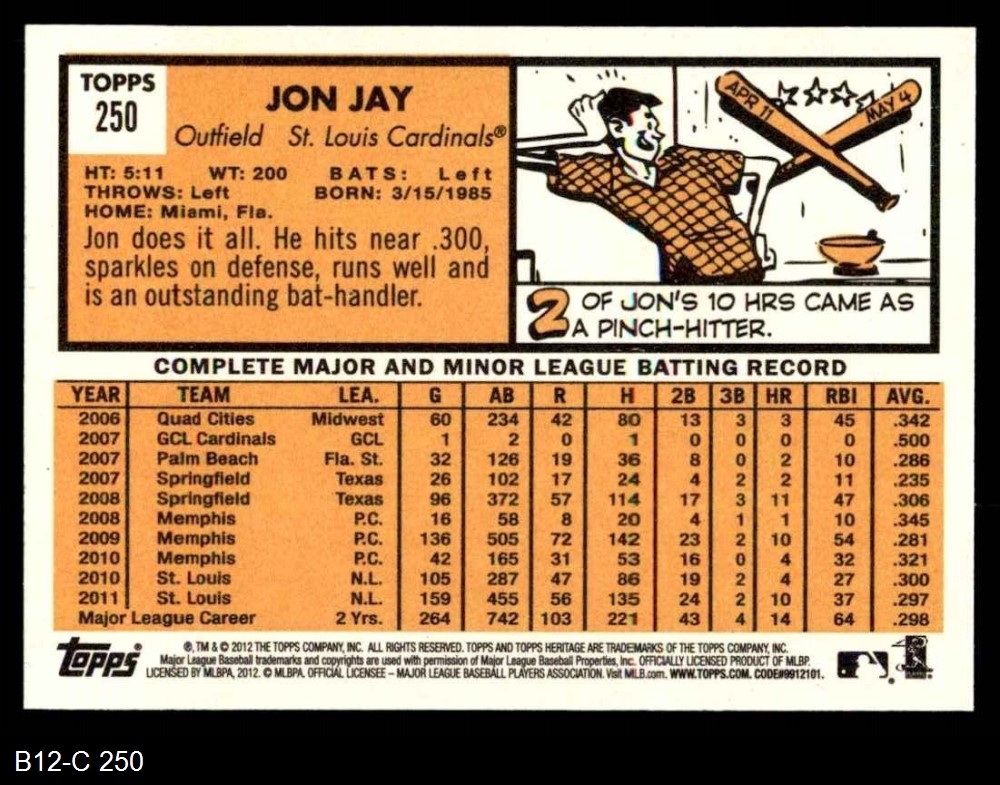 TOPPS
250
JON JAY
Outfield St. Louis Cardinals®
HT: 5:11 WT: 200 BATS: Left
THROWS: Left BORN: 3/15/1985
HOME: Miami, Fla.
Jon does it all. He hits near .300,
sparkles on defense, runs well and
is an outstanding bat-handler.
APR 11
MAY 4
2 OF JON'S 10 HRS CAME AS
A PINCH-HITTER.
COMPLETE MAJOR AND MINOR LEAGUE BATTING RECORD
YEAR TEAM LEA. G AB R H 2B 3B HR RBI AVG.
2006 Quad Cities Midwest 60 234 42 80 13 3 3 45 .342
2007 GCL Cardinals GCL 1 2 0 1 0 0 0 0 .500
2007 Palm Beach Fla. St. 32 126 19 36 8 0 2 10 .286
2007 Springfield Texas 26 102 17 24 4 2 2 11 .235
2008 Springfield Texas 96 372 57 114 17 3 11 47 .306
2008 Memphis P.C. 16 58 8 20 4 1 1 10 .345
2009 Memphis P.C. 136 505 72 142 23 2 10 54 .281
2010 Memphis P.C. 42 165 31 53 16 0 4 32 .321
2010 St. Louis N.L. 105 287 47 86 19 2 4 27 .300
2011 St. Louis N.L. 159 455 56 135 24 2 10 37 .297
Major League Career 2 Yrs. 264 742 103 221 43 4 14 64 .298
Topps®
®, TM & © 2012 THE TOPPS COMPANY, INC. ALL RIGHTS RESERVED. TOPPS AND TOPPS HERITAGE ARE TRADEMARKS OF THE TOPPS COMPANY, INC.
Major League Baseball trademarks and copyrights are used with permission of Major League Baseball Properties, Inc. OFFICIALLY LICENSED PRODUCT OF MLBP.
LICENSED BY MLBPA, 2012. © MLBPA. OFFICIAL LICENSEE – MAJOR LEAGUE BASEBALL PLAYERS ASSOCIATION. Visit MLB.com. WWW.TOPPS.COM. CODE#9912101.
B12-C 250